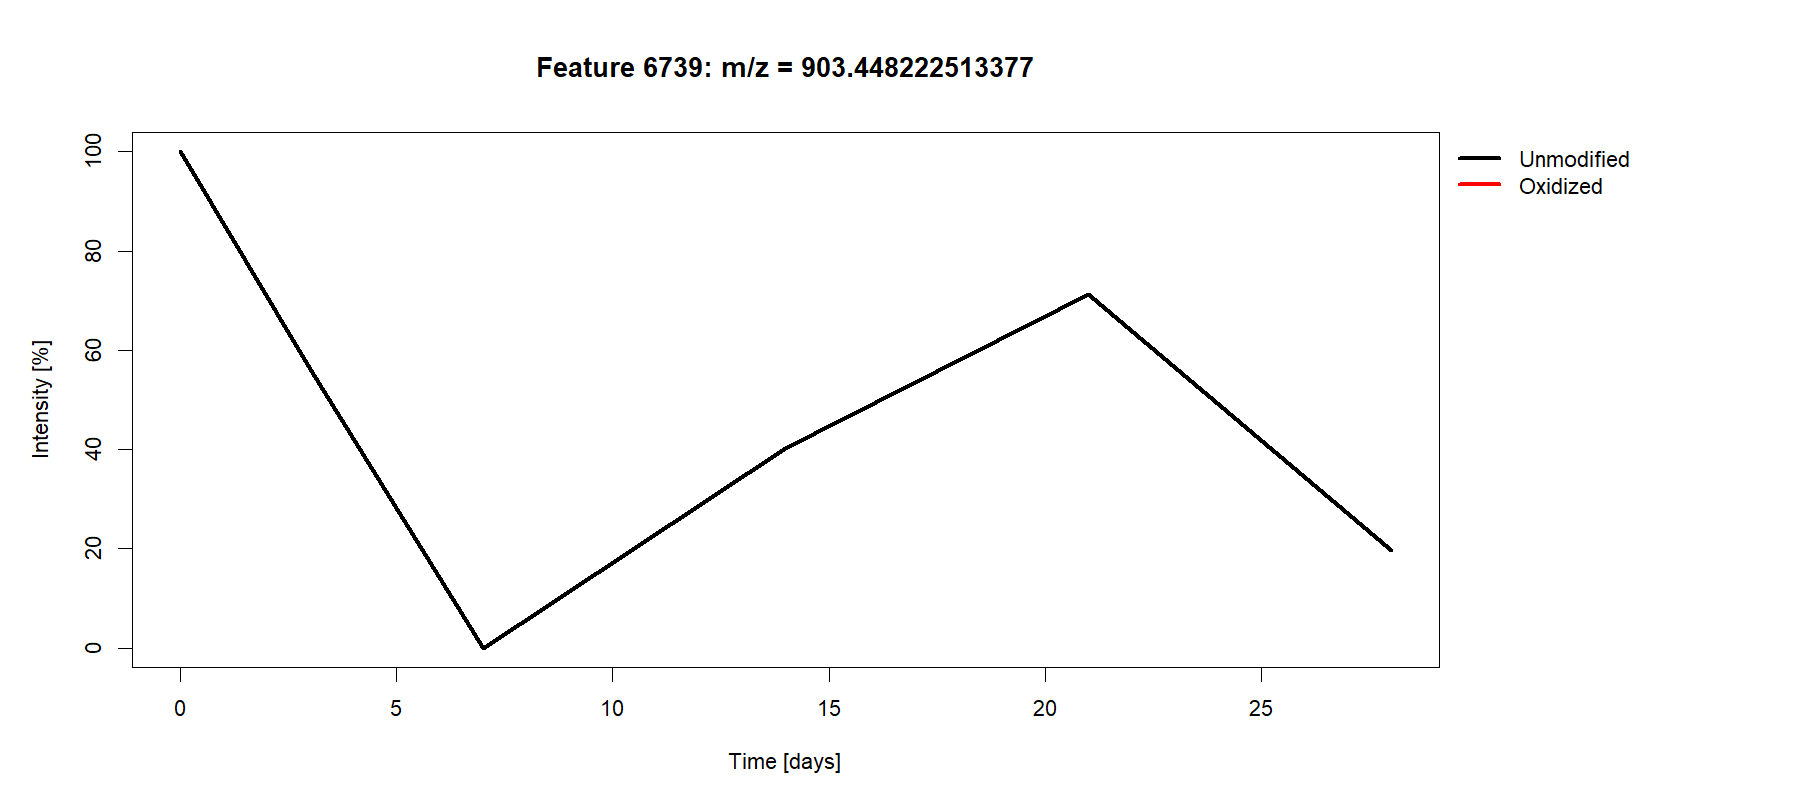 Feature 6739: m/z = 903.448222513377
Unmodified
Oxidized
Intensity [%]
100
80
60
40
20
0
0 5 10 15 20 25
Time [days]